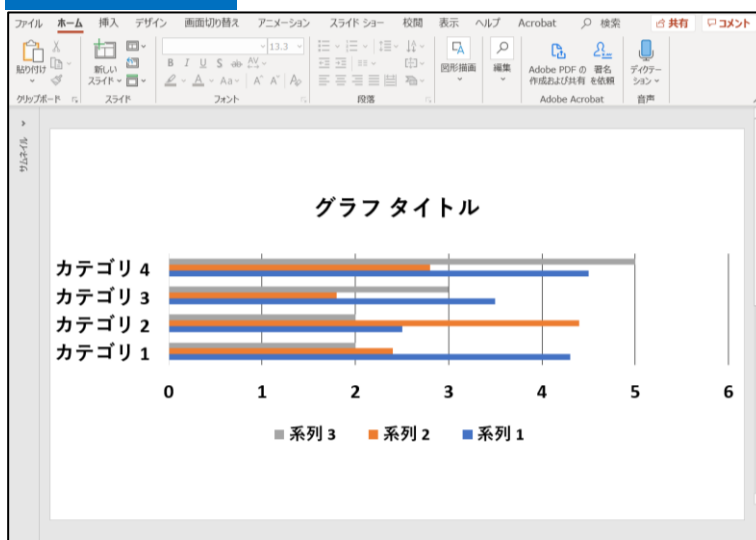 ファイル ホーム 挿入 デザイン 画面切り替え アニメーション スライド ショー 校閲 表示 ヘルプ Acrobat 検索 共有 コメント
貼り付け 新しい スライド 13.3 B I U S ab AV Aa A A 図形描画 編集 Adobe PDF の 作成および共有 署名 を依頼 ディクテー ション
クリップボード スライド フォント 段落 Adobe Acrobat 音声
サムネイル
グラフ タイトル
カテゴリ 4
カテゴリ 3
カテゴリ 2
カテゴリ 1
0 1 2 3 4 5 6
系列 3 系列 2 系列 1